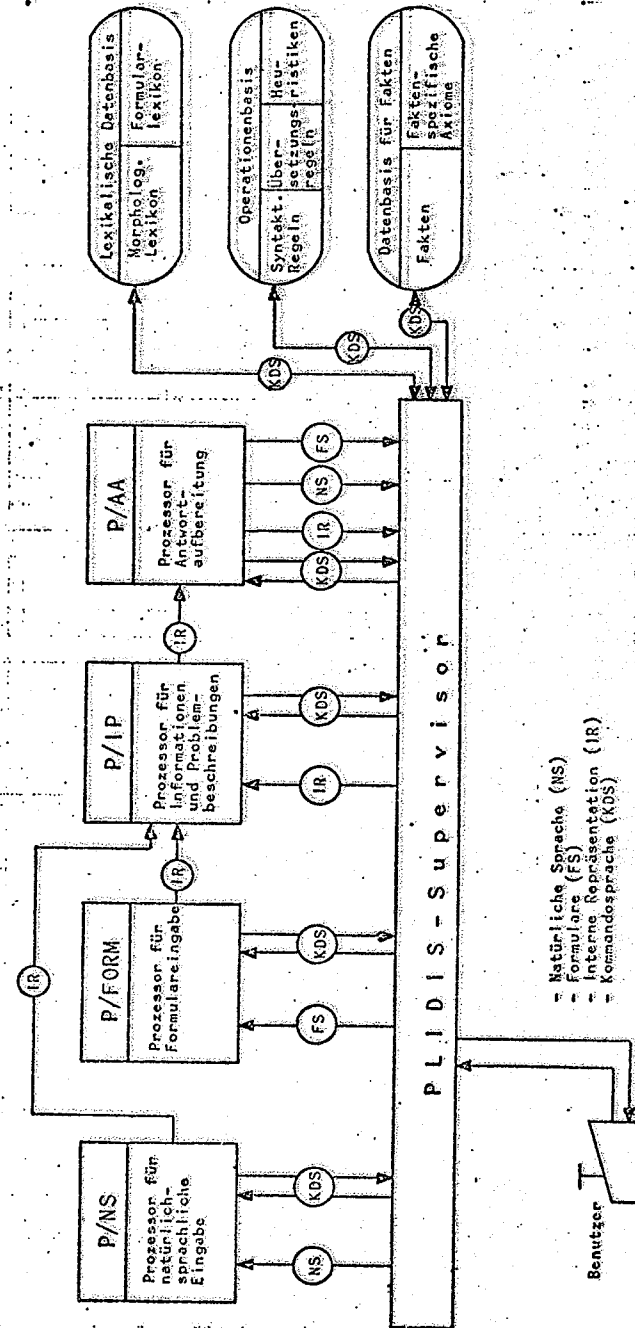 P/NS
Prozessor für
natürlich-
sprachliche
Eingabe
P/FORM
Prozessor für
Formulareingabe
P/IP
Prozessor für
Informationen
und Problem-
beschreibungen
P/AA
Prozessor für
Antwort-
aufbereitung
IR
IR
IR
NS
KDS
FS
KDS
IR
KDS
KDS
IR
NS
FS
KDS
KDS
KDS
Lexikalische Datenbasis
Morpholog.
Lexikon
Formular-
lexikon
Operationenbasis
Syntakt.
Regeln
Über-
setzungs-
regeln
Heu-
ristiken
Datenbasis für Fakten
Fakten
Fakten-
spezifische
Axiome
PLIDIS-Supervisor
Benutzer
- Natürliche Sprache (NS)
- Formulare (FS)
- Interne Repräsentation (IR)
- Kommandosprache (KDS)